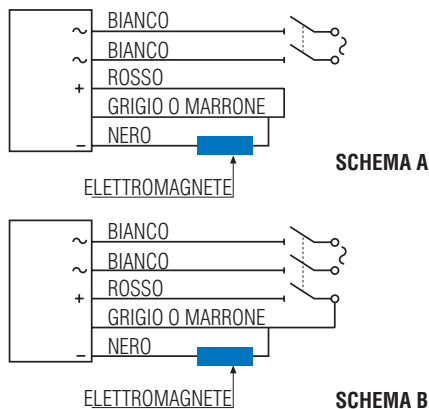 ~ BIANCO
~ BIANCO
+ ROSSO
GRIGIO O MARRONE
− NERO
~
SCHEMA A
ELETTROMAGNETE
~ BIANCO
~ BIANCO
+ ROSSO
GRIGIO O MARRONE
− NERO
~
ELETTROMAGNETE
SCHEMA B